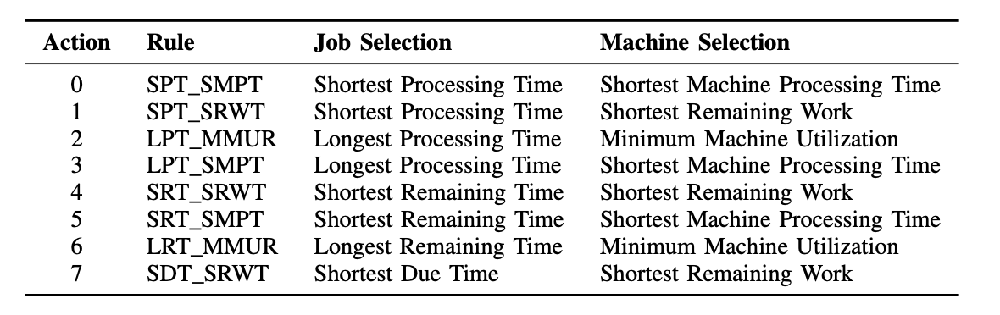 Action Rule Job Selection Machine Selection
0 SPT_SMPT Shortest Processing Time Shortest Machine Processing Time
1 SPT_SRWT Shortest Processing Time Shortest Remaining Work
2 LPT_MMUR Longest Processing Time Minimum Machine Utilization
3 LPT_SMPT Longest Processing Time Shortest Machine Processing Time
4 SRT_SRWT Shortest Remaining Time Shortest Remaining Work
5 SRT_SMPT Shortest Remaining Time Shortest Machine Processing Time
6 LRT_MMUR Longest Remaining Time Minimum Machine Utilization
7 SDT_SRWT Shortest Due Time Shortest Remaining Work